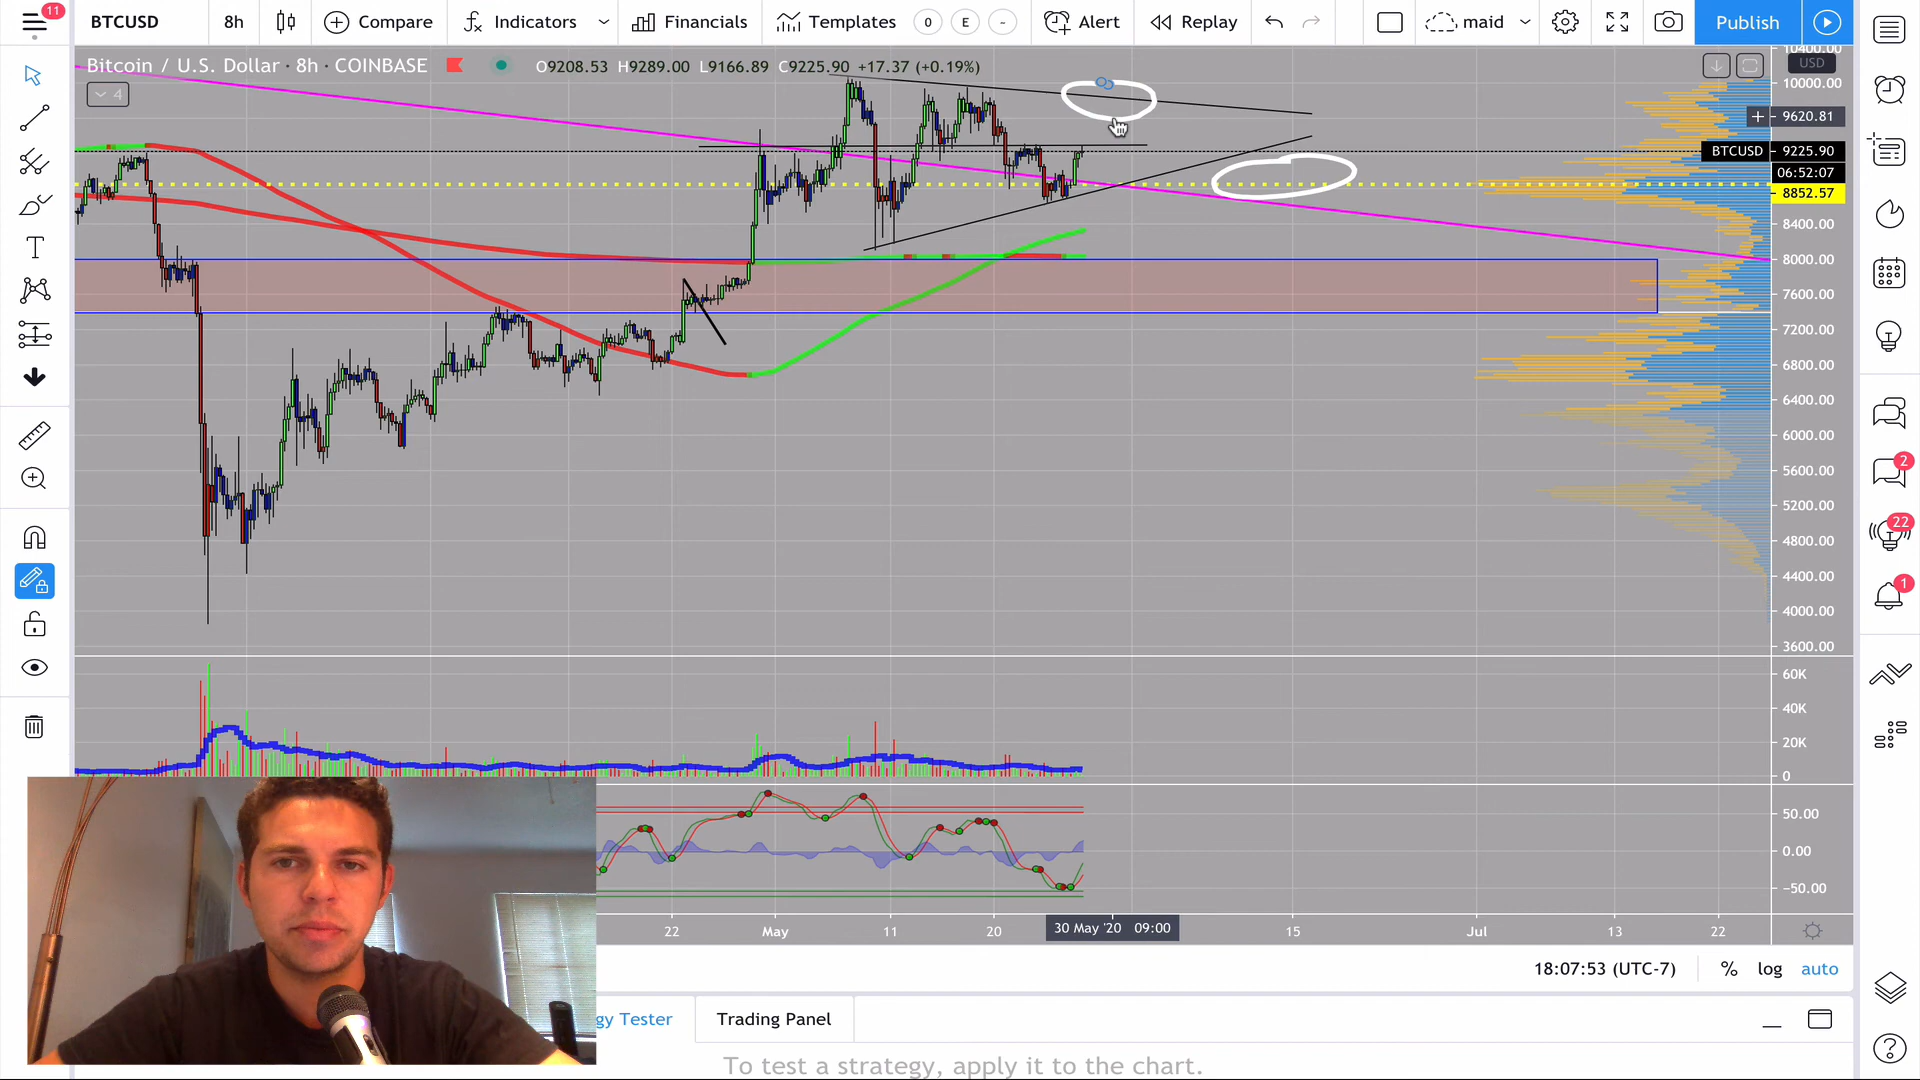 11
BTCUSD
8h
Compare
Indicators
Financials
Templates
0
E
-
Alert
Replay
maid
Publish
Bitcoin / U.S. Dollar · 8h · COINBASE
O9208.53 H9289.00 L9166.89 C9225.90 +17.37 (+0.19%)
4
USD
10400.00
10000.00
+ 9620.81
BTCUSD 9225.90
06:52:07
8852.57
8400.00
8000.00
7600.00
7200.00
6800.00
6400.00
6000.00
5600.00
5200.00
4800.00
4400.00
4000.00
3600.00
60K
40K
20K
0
50.00
0.00
−50.00
22
May
11
20
30 May '20 09:00
15
Jul
13
22
18:07:53 (UTC-7)
%
log
auto
gy Tester
Trading Panel
To test a strategy, apply it to the chart.
T
2
22
1